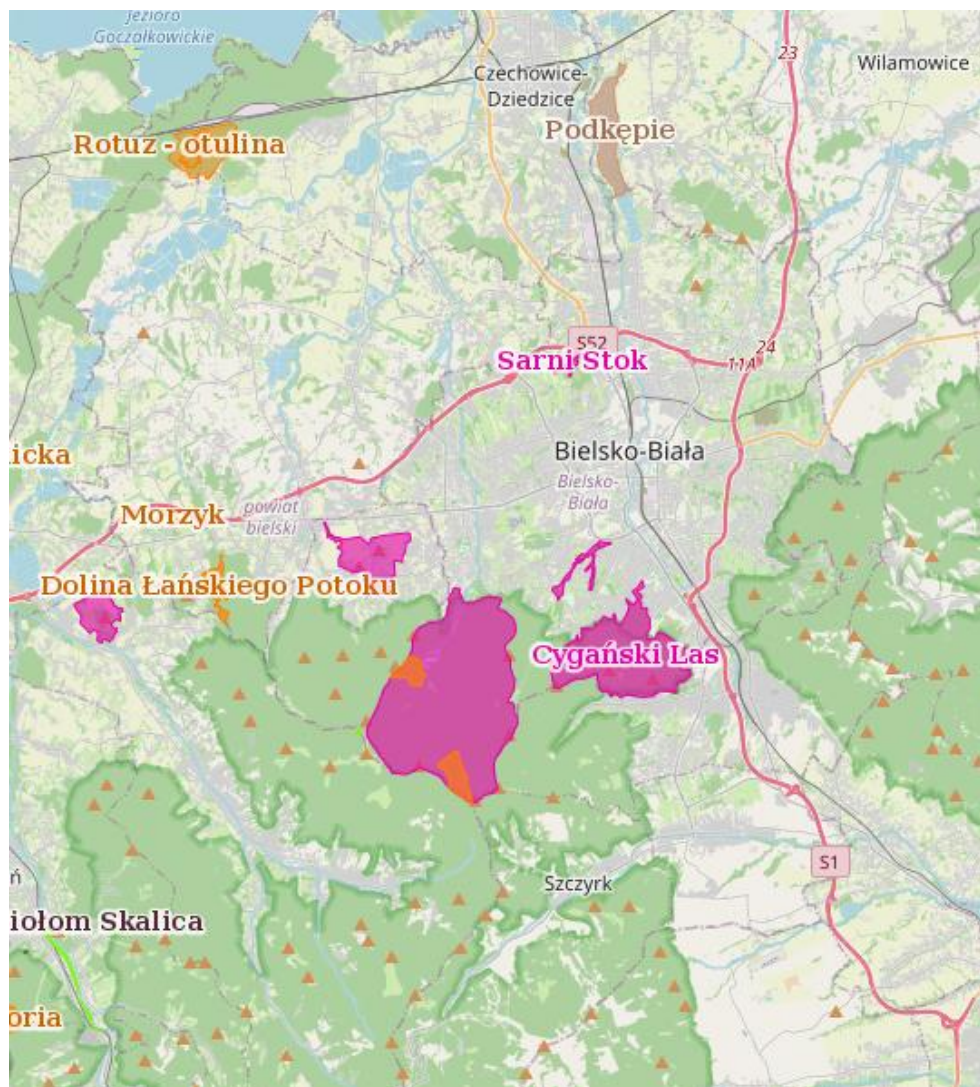 Jezioro
Goczałkowickie
23
Wilamowice
Czechowice-
Dziedzice
Podkępie
Rotuz - otulina
S52
24
11A
Sarni Stok
Bielsko-Biała
Bielsko-
Biała
licka
Morzyk
powiat
bielski
Dolina Łańskiego Potoku
Cygański Las
S1
Szczyrk
ń
iołom Skalica
oria